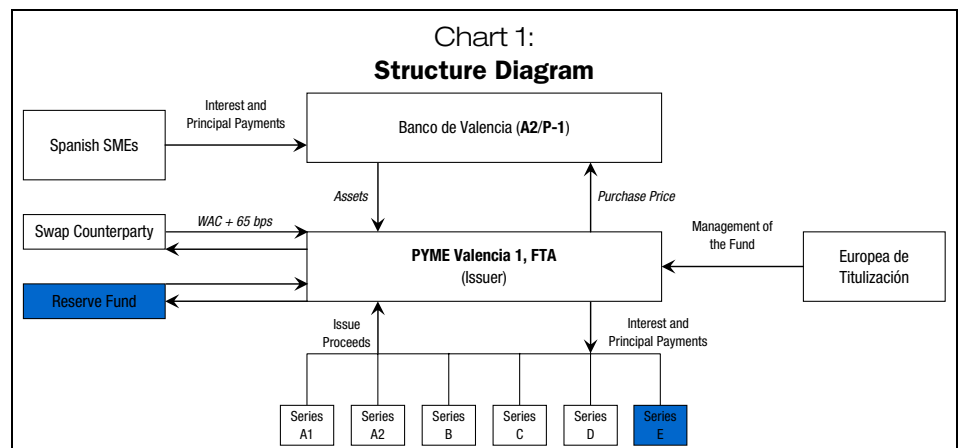 Chart 1:
Structure Diagram
Interest and
Principal Payments
Spanish SMEs
Banco de Valencia (A2/P-1)
Assets
Purchase Price
Swap Counterparty
WAC + 65 bps
PYME Valencia 1, FTA
(Issuer)
Management of
the Fund
Europea de
Titulización
Reserve Fund
Issue
Proceeds
Interest and
Principal Payments
Series
A1
Series
A2
Series
B
Series
C
Series
D
Series
E